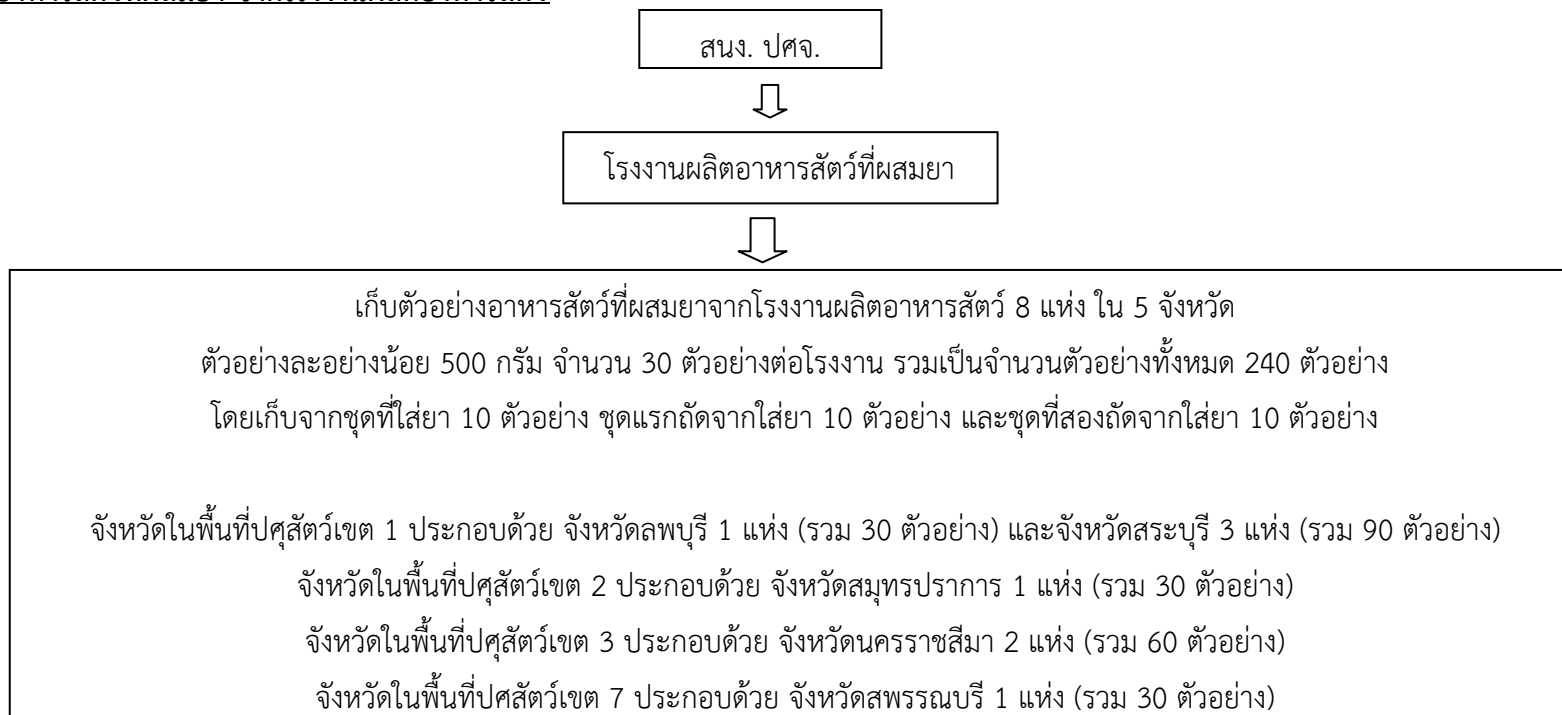 สนง. ปศจ.
โรงงานผลิตอาหารสัตว์ที่ผสมยา
เก็บตัวอย่างอาหารสัตว์ที่ผสมยาจากโรงงานผลิตอาหารสัตว์ 8 แห่ง ใน 5 จังหวัด
ตัวอย่างละอย่างน้อย 500 กรัม จำนวน 30 ตัวอย่างต่อโรงงาน รวมเป็นจำนวนตัวอย่างทั้งหมด 240 ตัวอย่าง
โดยเก็บจากชุดที่ใส่ยา 10 ตัวอย่าง ชุดแรกถัดจากใส่ยา 10 ตัวอย่าง และชุดที่สองถัดจากใส่ยา 10 ตัวอย่าง
จังหวัดในพื้นที่ปศุสัตว์เขต 1 ประกอบด้วย จังหวัดลพบุรี 1 แห่ง (รวม 30 ตัวอย่าง) และจังหวัดสระบุรี 3 แห่ง (รวม 90 ตัวอย่าง)
จังหวัดในพื้นที่ปศุสัตว์เขต 2 ประกอบด้วย จังหวัดสมุทรปราการ 1 แห่ง (รวม 30 ตัวอย่าง)
จังหวัดในพื้นที่ปศุสัตว์เขต 3 ประกอบด้วย จังหวัดนครราชสีมา 2 แห่ง (รวม 60 ตัวอย่าง)
จังหวัดในพื้นที่ปศุสัตว์เขต 7 ประกอบด้วย จังหวัดสุพรรณบุรี 1 แห่ง (รวม 30 ตัวอย่าง)